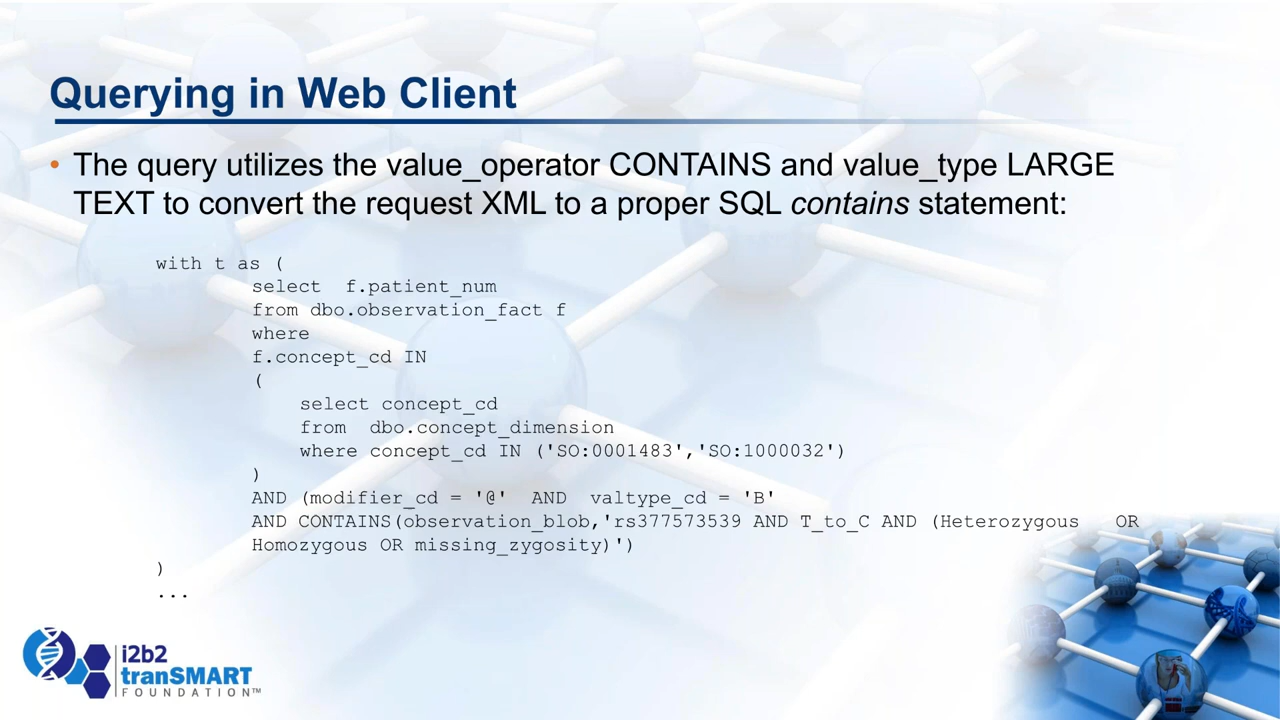 Querying in Web Client
• The query utilizes the value_operator CONTAINS and value_type LARGE
TEXT to convert the request XML to a proper SQL contains statement:
with t as (
select  f.patient_num
from dbo.observation_fact f
where
f.concept_cd IN
(
select concept_cd
from  dbo.concept_dimension
where concept_cd IN ('SO:0001483','SO:1000032')
)
AND (modifier_cd = '@'  AND  valtype_cd = 'B'
AND CONTAINS(observation_blob,'rs377573539 AND T_to_C AND (Heterozygous   OR
Homozygous OR missing_zygosity)')
)
...
i2b2
tranSMART
FOUNDATION™